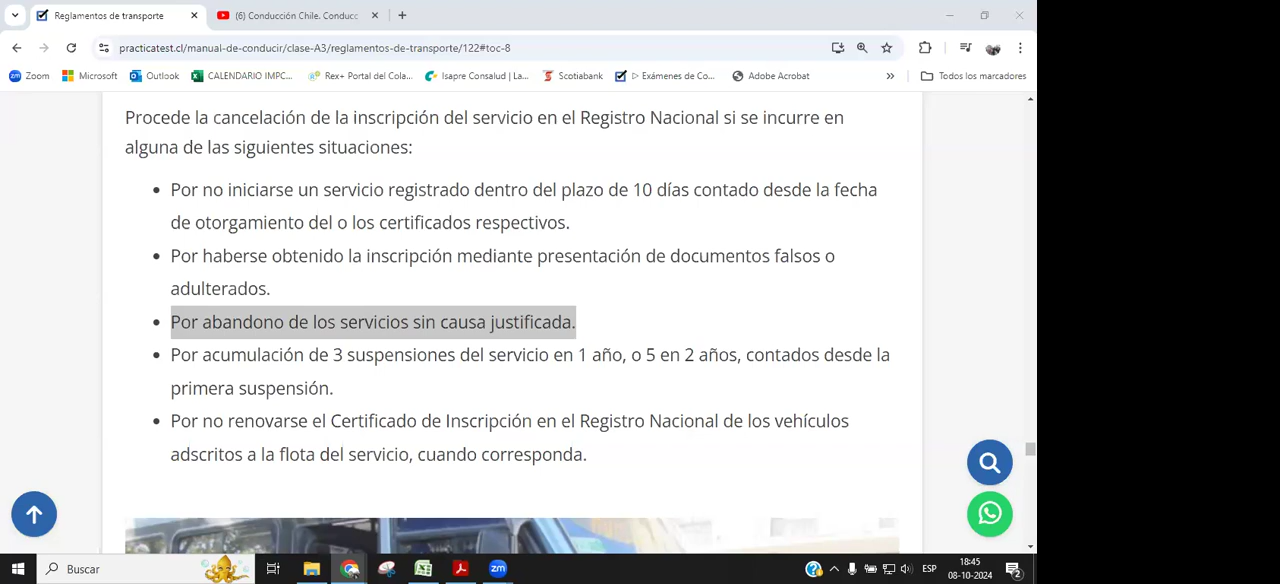 Reglamentos de transporte
(6) Conducción Chile. Conducc
practicatest.cl/manual-de-conducir/clase-A3/reglamentos-de-transporte/122#toc-8
Zoom
Microsoft
Outlook
CALENDARIO IMPC...
Rex+ Portal del Cola...
Isapre Consalud | La...
Scotiabank
▷ Exámenes de Co...
Adobe Acrobat
»
Todos los marcadores
Procede la cancelación de la inscripción del servicio en el Registro Nacional si se incurre en
alguna de las siguientes situaciones:
• Por no iniciarse un servicio registrado dentro del plazo de 10 días contado desde la fecha
de otorgamiento del o los certificados respectivos.
• Por haberse obtenido la inscripción mediante presentación de documentos falsos o
adulterados.
• Por abandono de los servicios sin causa justificada.
• Por acumulación de 3 suspensiones del servicio en 1 año, o 5 en 2 años, contados desde la
primera suspensión.
• Por no renovarse el Certificado de Inscripción en el Registro Nacional de los vehículos
adscritos a la flota del servicio, cuando corresponda.
Buscar
zm
ESP
18:45
08-10-2024
2